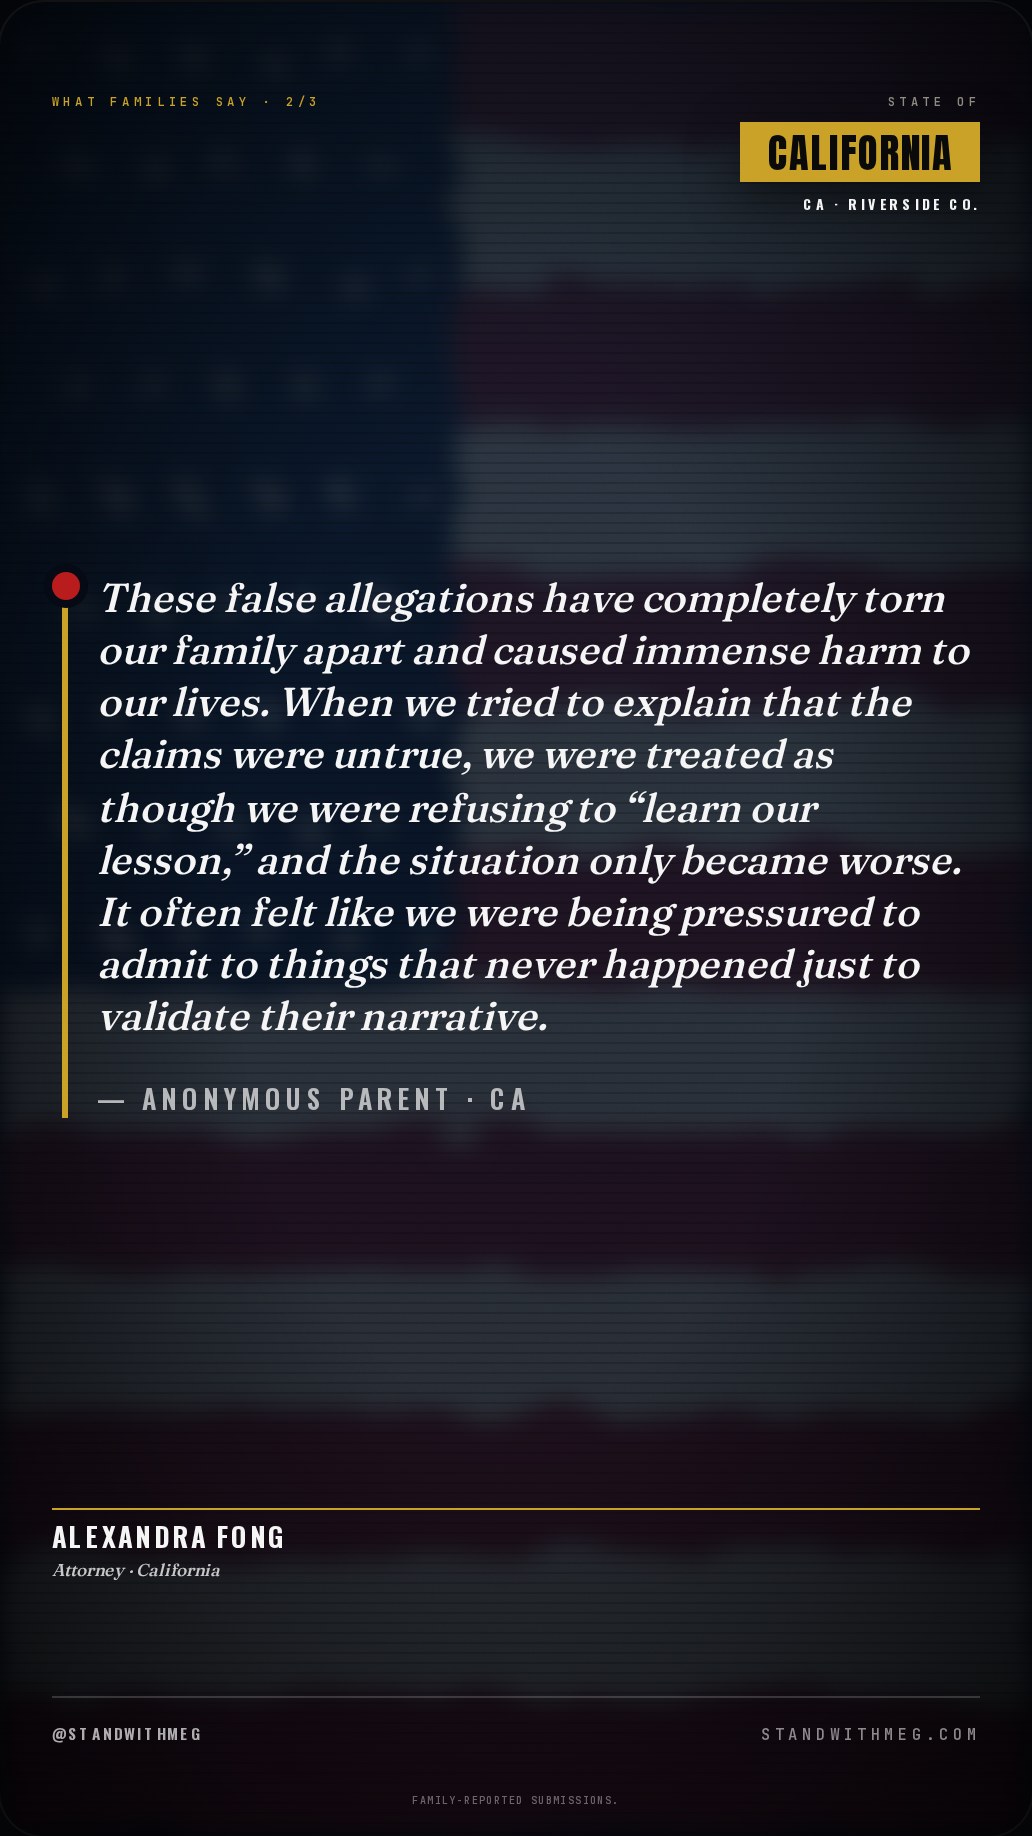 WHAT FAMILIES SAY · 2/3
STATE OF
CALIFORNIA
CA · RIVERSIDE CO.
These false allegations have completely torn
our family apart and caused immense harm to
our lives. When we tried to explain that the
claims were untrue, we were treated as
though we were refusing to “learn our
lesson,” and the situation only became worse.
It often felt like we were being pressured to
admit to things that never happened just to
validate their narrative.
— ANONYMOUS PARENT · CA
ALEXANDRA FONG
Attorney · California
@STANDWITHMEG
STANDWITHMEG.COM
FAMILY-REPORTED SUBMISSIONS.